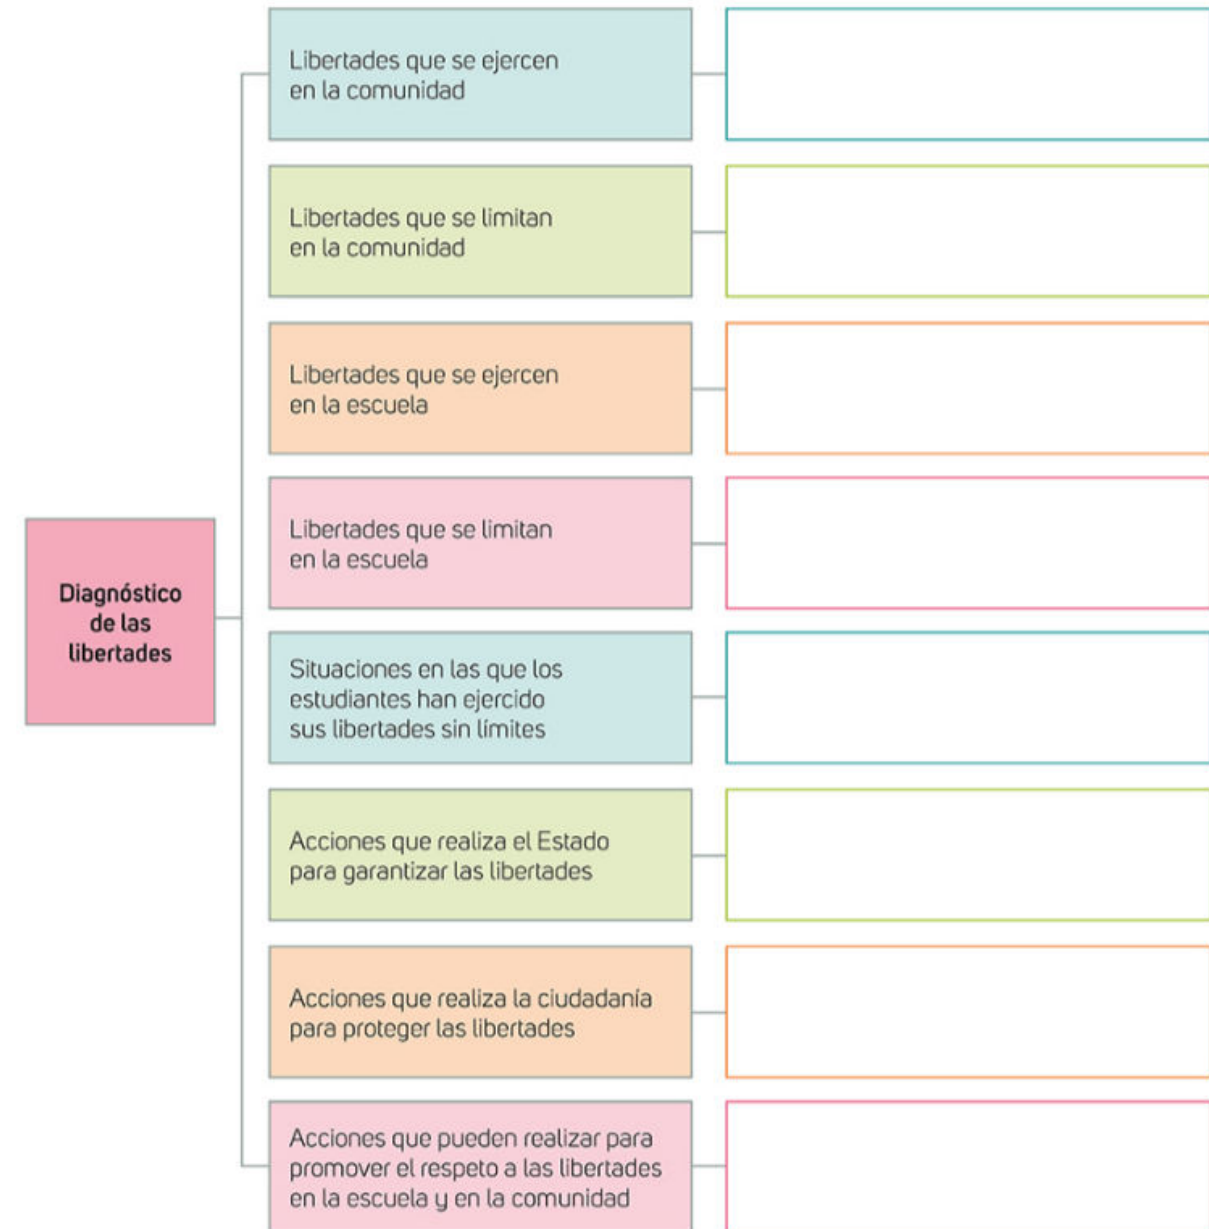 Libertades que se ejercen
en la comunidad
Libertades que se limitan
en la comunidad
Libertades que se ejercen
en la escuela
Libertades que se limitan
en la escuela
Diagnóstico
de las
libertades
Situaciones en las que los
estudiantes han ejercido
sus libertades sin límites
Acciones que realiza el Estado
para garantizar las libertades
Acciones que realiza la ciudadanía
para proteger las libertades
Acciones que pueden realizar para
promover el respeto a las libertades
en la escuela y en la comunidad